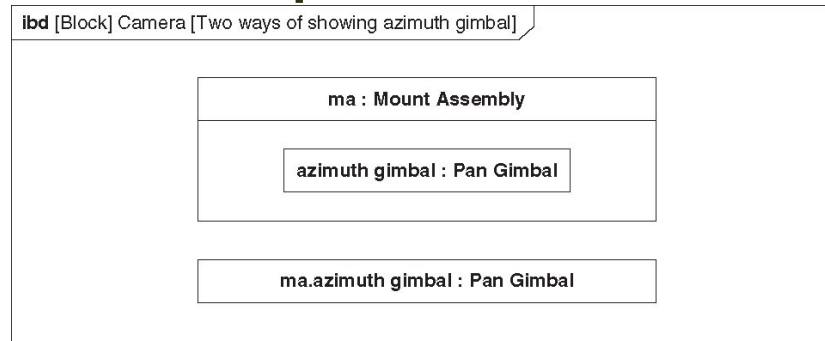 ibd [Block] Camera [Two ways of showing azimuth gimbal]
ma : Mount Assembly
azimuth gimbal : Pan Gimbal
ma.azimuth gimbal : Pan Gimbal